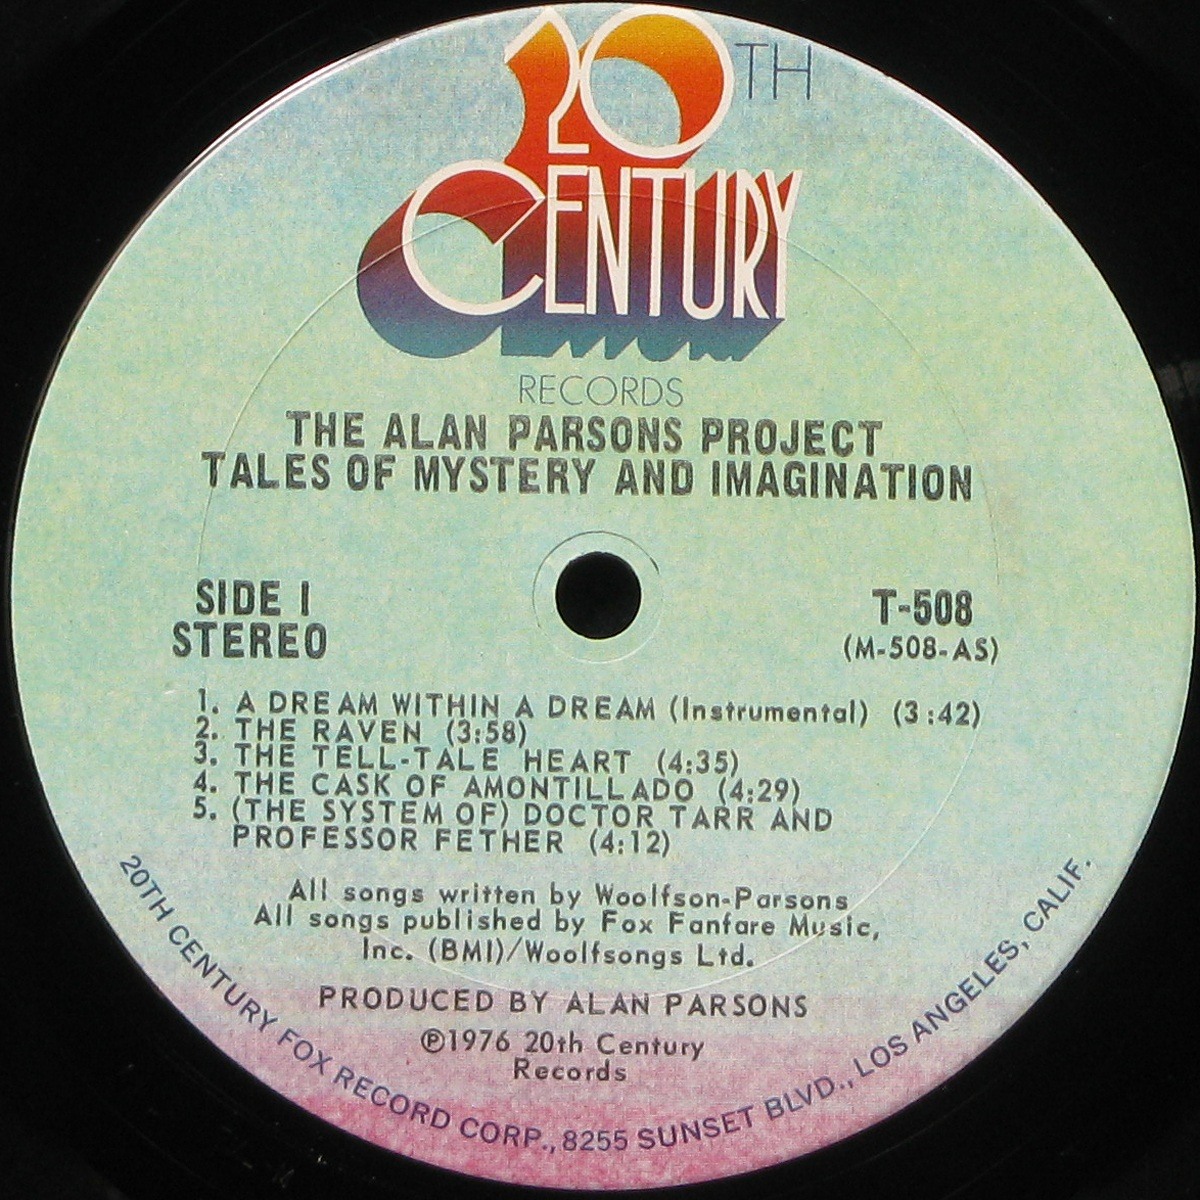 20TH
CENTURY
RECORDS
THE ALAN PARSONS PROJECT
TALES OF MYSTERY AND IMAGINATION
SIDE 1
STEREO
T-508
(M-508-AS)
1. A DREAM WITHIN A DREAM (Instrumental) (3:42)
2. THE RAVEN (3:58)
3. THE TELL-TALE HEART (4:35)
4. THE CASK OF AMONTILLADO (4:29)
5. (THE SYSTEM OF) DOCTOR TARR AND
PROFESSOR FETHER (4:12)
All songs written by Woolfson-Parsons
All songs published by Fox Fanfare Music,
Inc. (BMI)/Woolfsongs Ltd.
PRODUCED BY ALAN PARSONS
℗1976 20th Century
Records
20TH CENTURY FOX RECORD CORP., 8255 SUNSET BLVD., LOS ANGELES, CALIF.